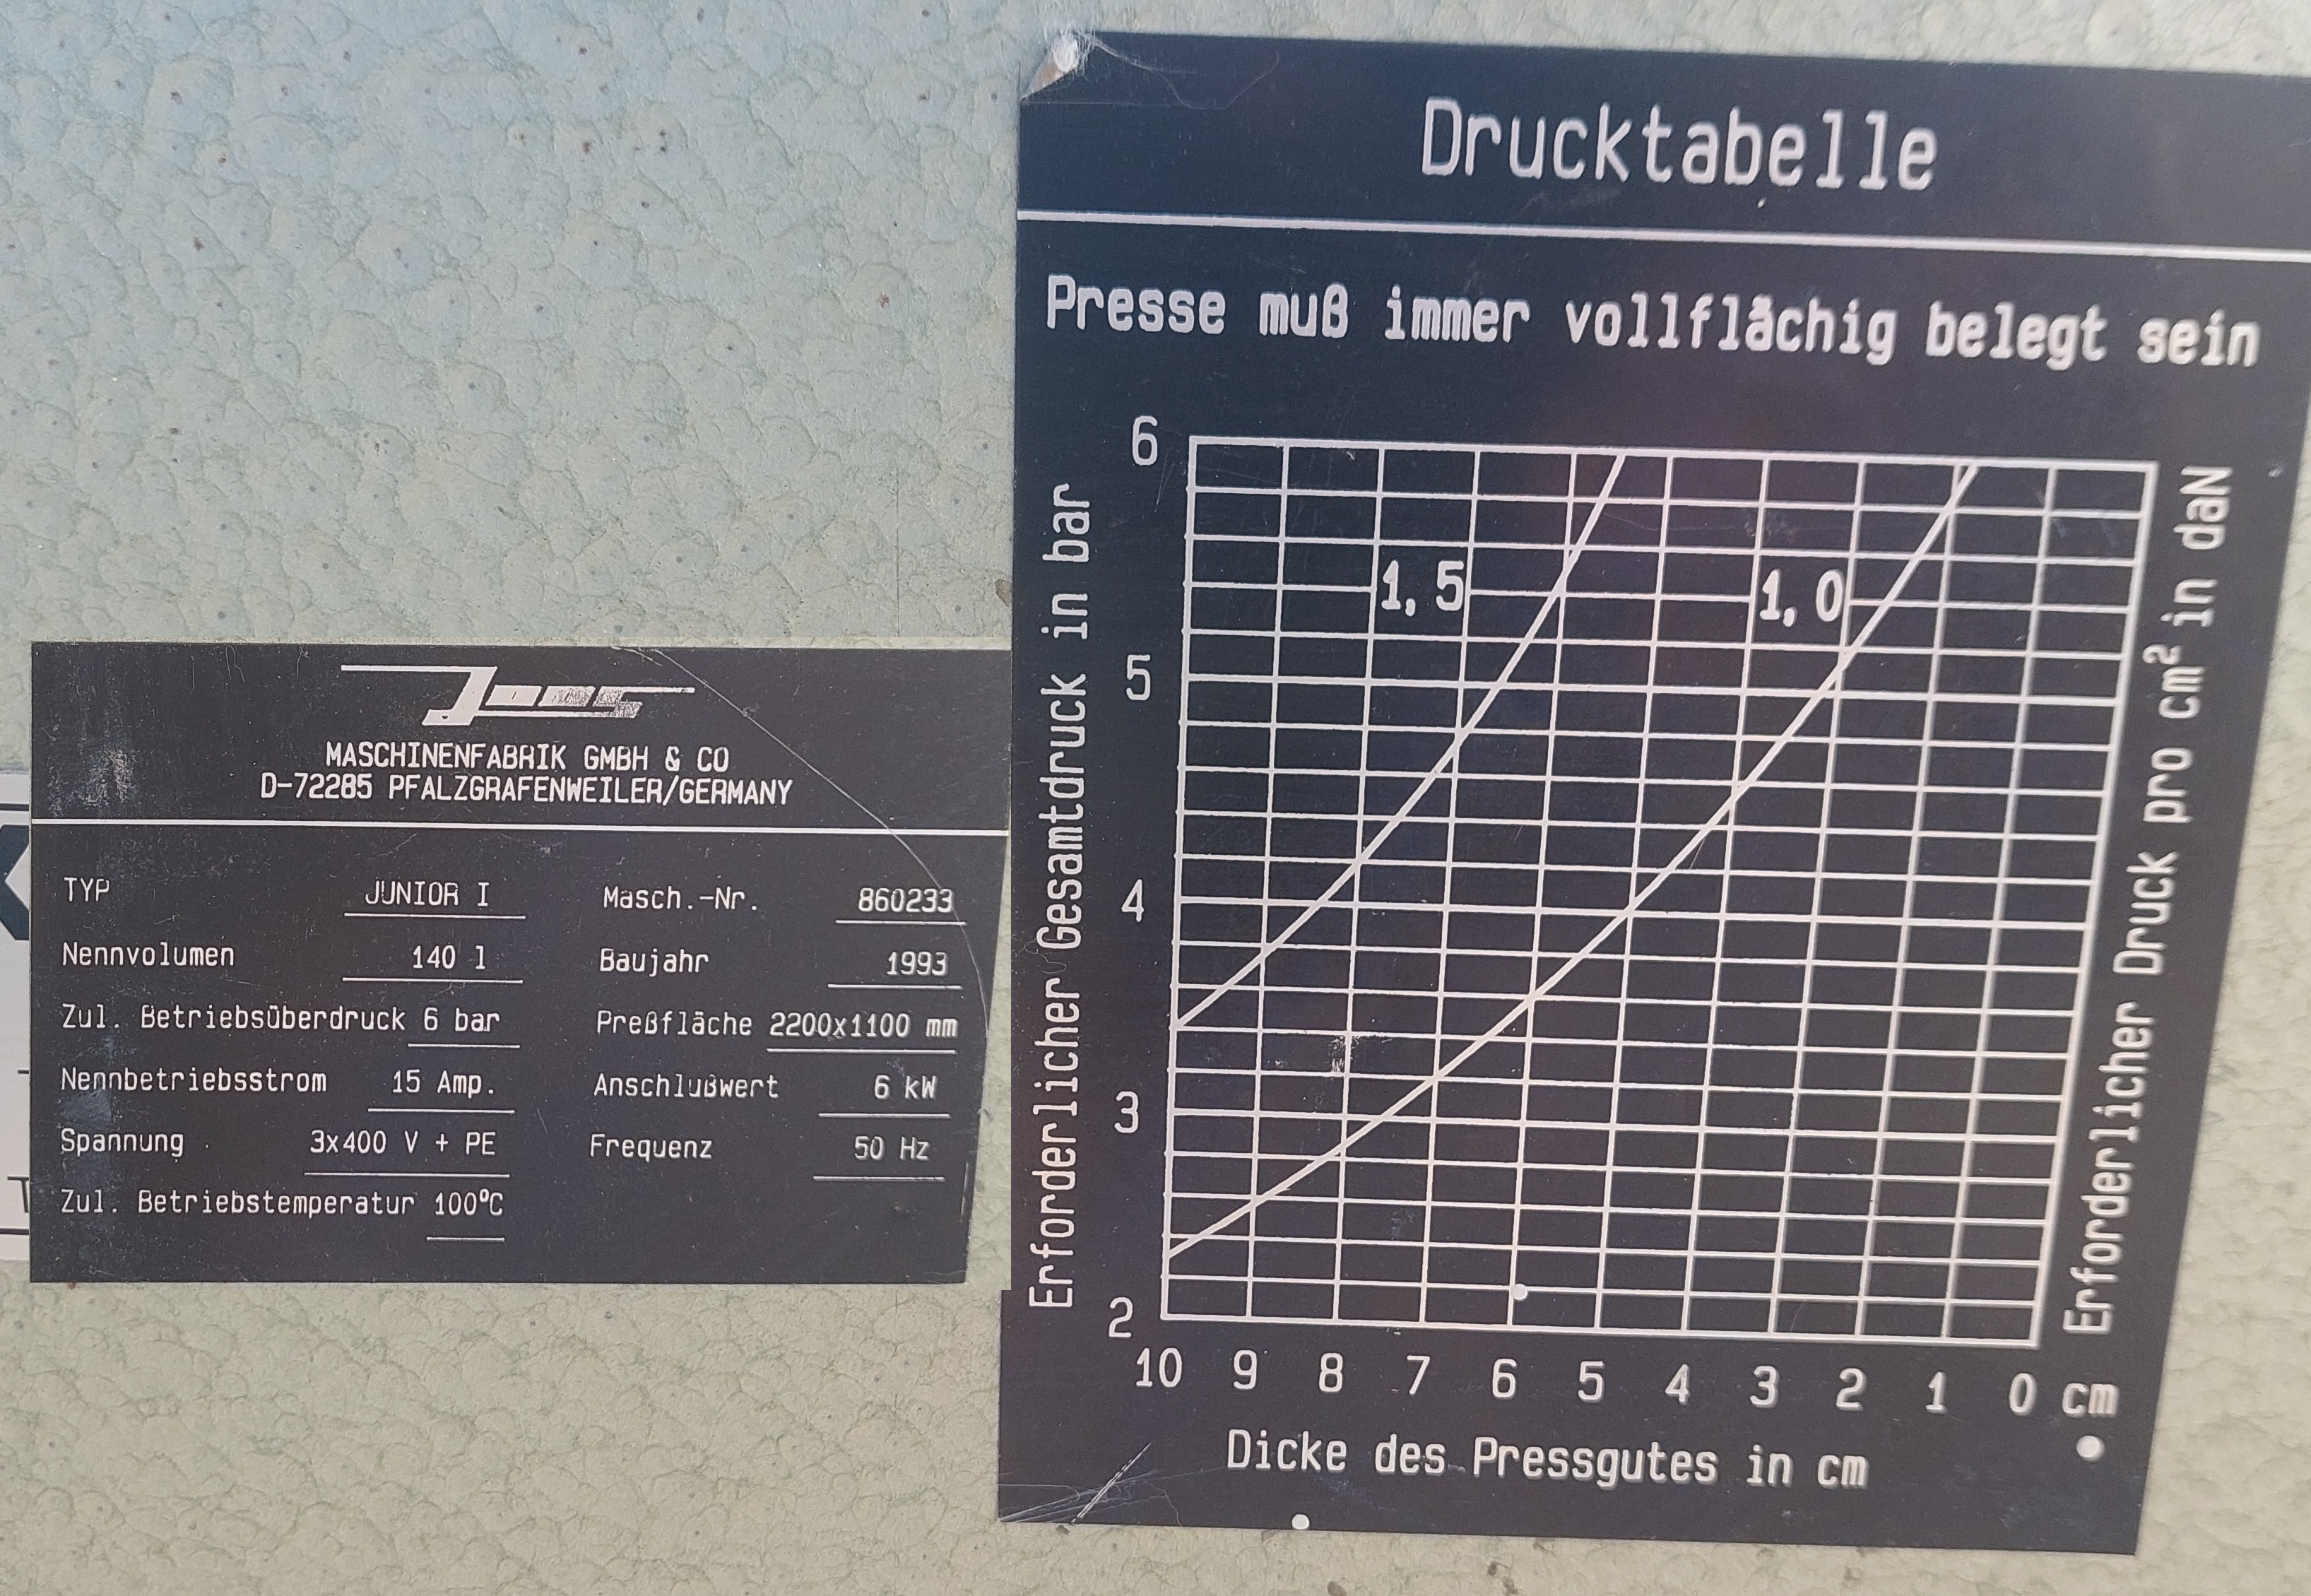 Joos
MASCHINENFABRIK GMBH & CO
D-72285 PFALZGRAFENWEILER/GERMANY
TYP JUNIOR I Masch.-Nr. 860233
Nennvolumen 140 l Baujahr 1993
Zul. Betriebsüberdruck 6 bar Preßfläche 2200x1100 mm
Nennbetriebsstrom 15 Amp. Anschlußwert 6 kW
Spannung 3x400 V + PE Frequenz 50 Hz
Zul. Betriebstemperatur 100ºC
Drucktabelle
Presse muß immer vollflächig belegt sein
Erforderlicher Gesamtdruck in bar
6
5
4
3
2
1,5 1,0
10 9 8 7 6 5 4 3 2 1 0 cm
Dicke des Pressgutes in cm
Erforderlicher Druck pro cm² in daN